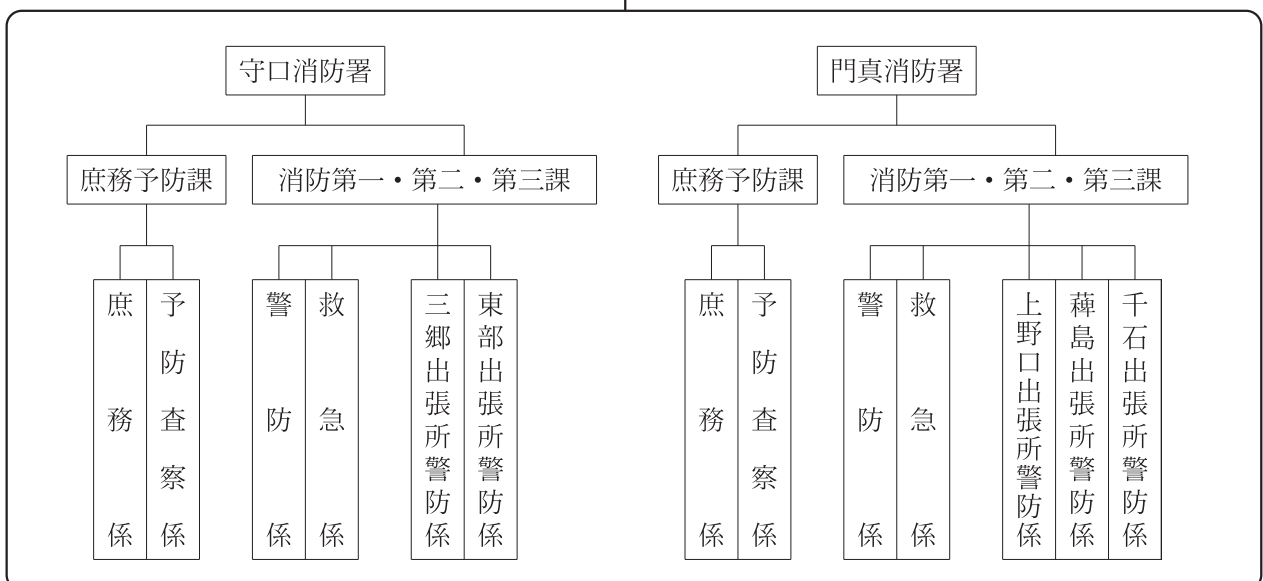 守口消防署
庶務予防課
消防第一・第二・第三課
庶務係
予防査察係
警防係
救急係
三郷出張所警防係
東部出張所警防係
門真消防署
庶務予防課
消防第一・第二・第三課
庶務係
予防査察係
警防係
救急係
上野口出張所警防係
薭島出張所警防係
千石出張所警防係